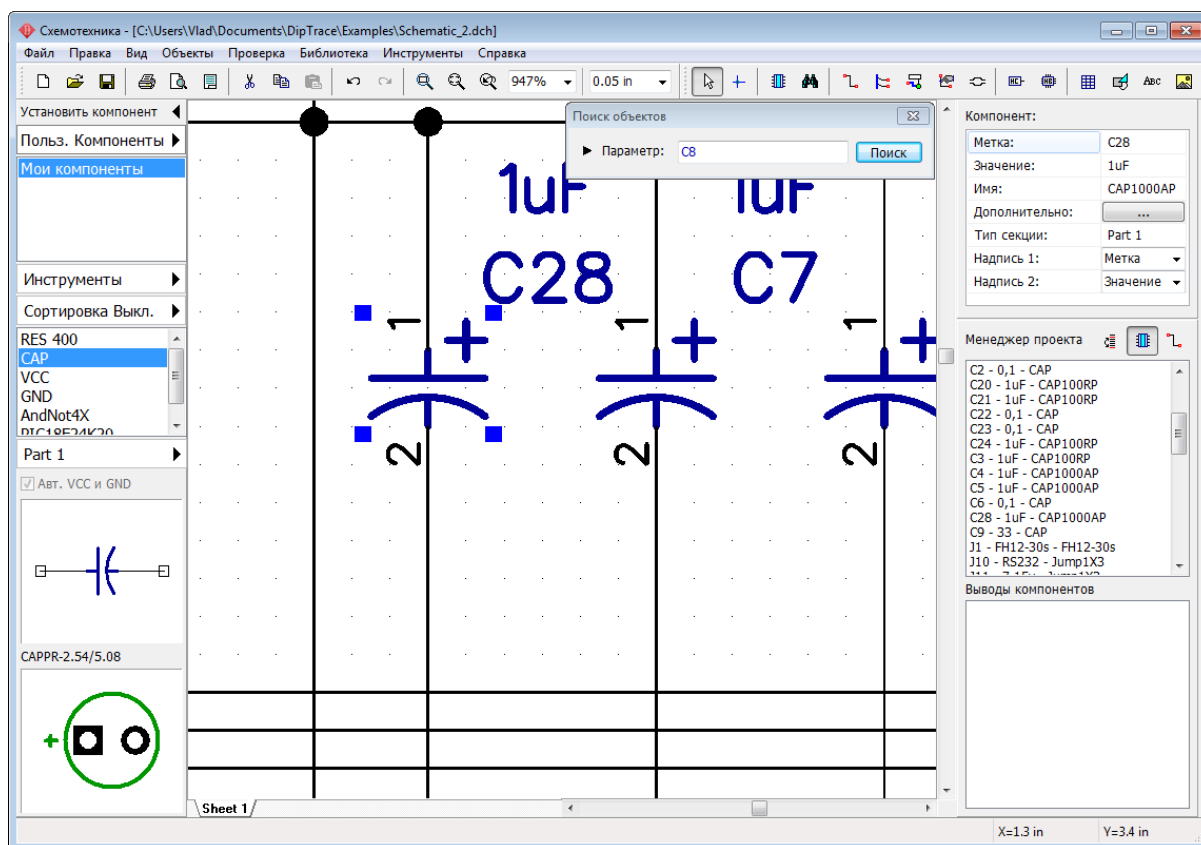 Схемотехника - [C:\Users\Vlad\Documents\DipTrace\Examples\Schematic_2.dch]
Файл Правка Вид Объекты Проверка Библиотека Инструменты Справка
947% 0.05 in ABC
Установить компонент
Польз. Компоненты
Мои компоненты
Инструменты
Сортировка Выкл.
RES 400
CAP
VCC
GND
AndNot4X
PIC18F24K20
Part 1
Авт. VCC и GND
CAPPR-2.54/5.08
+
Поиск объектов
Параметр: C8 Поиск
1uF 1uF
C28 C7
1 + 1 + 1 +
2 2 2
Sheet 1
Компонент:
Метка: C28
Значение: 1uF
Имя: CAP1000AP
Дополнительно: ...
Тип секции: Part 1
Надпись 1: Метка
Надпись 2: Значение
Менеджер проекта
C2 - 0,1 - CAP
C20 - 1uF - CAP100RP
C21 - 1uF - CAP100RP
C22 - 0,1 - CAP
C23 - 0,1 - CAP
C24 - 1uF - CAP100RP
C3 - 1uF - CAP100RP
C4 - 1uF - CAP1000AP
C5 - 1uF - CAP1000AP
C6 - 0,1 - CAP
C28 - 1uF - CAP1000AP
C9 - 33 - CAP
J1 - FH12-30s - FH12-30s
J10 - RS232 - Jump1X3
Выводы компонентов
X=1.3 in Y=3.4 in